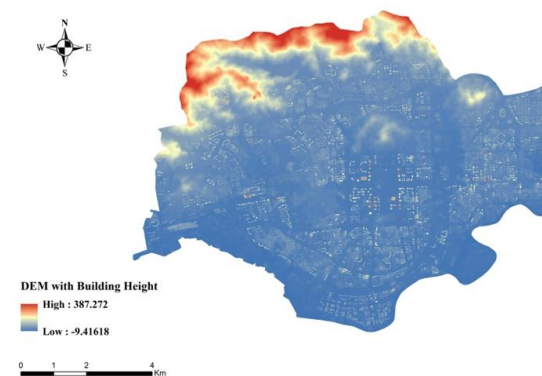 N
W E
S
DEM with Building Height
High : 387.272
Low : -9.41618
0 1 2 4
Km